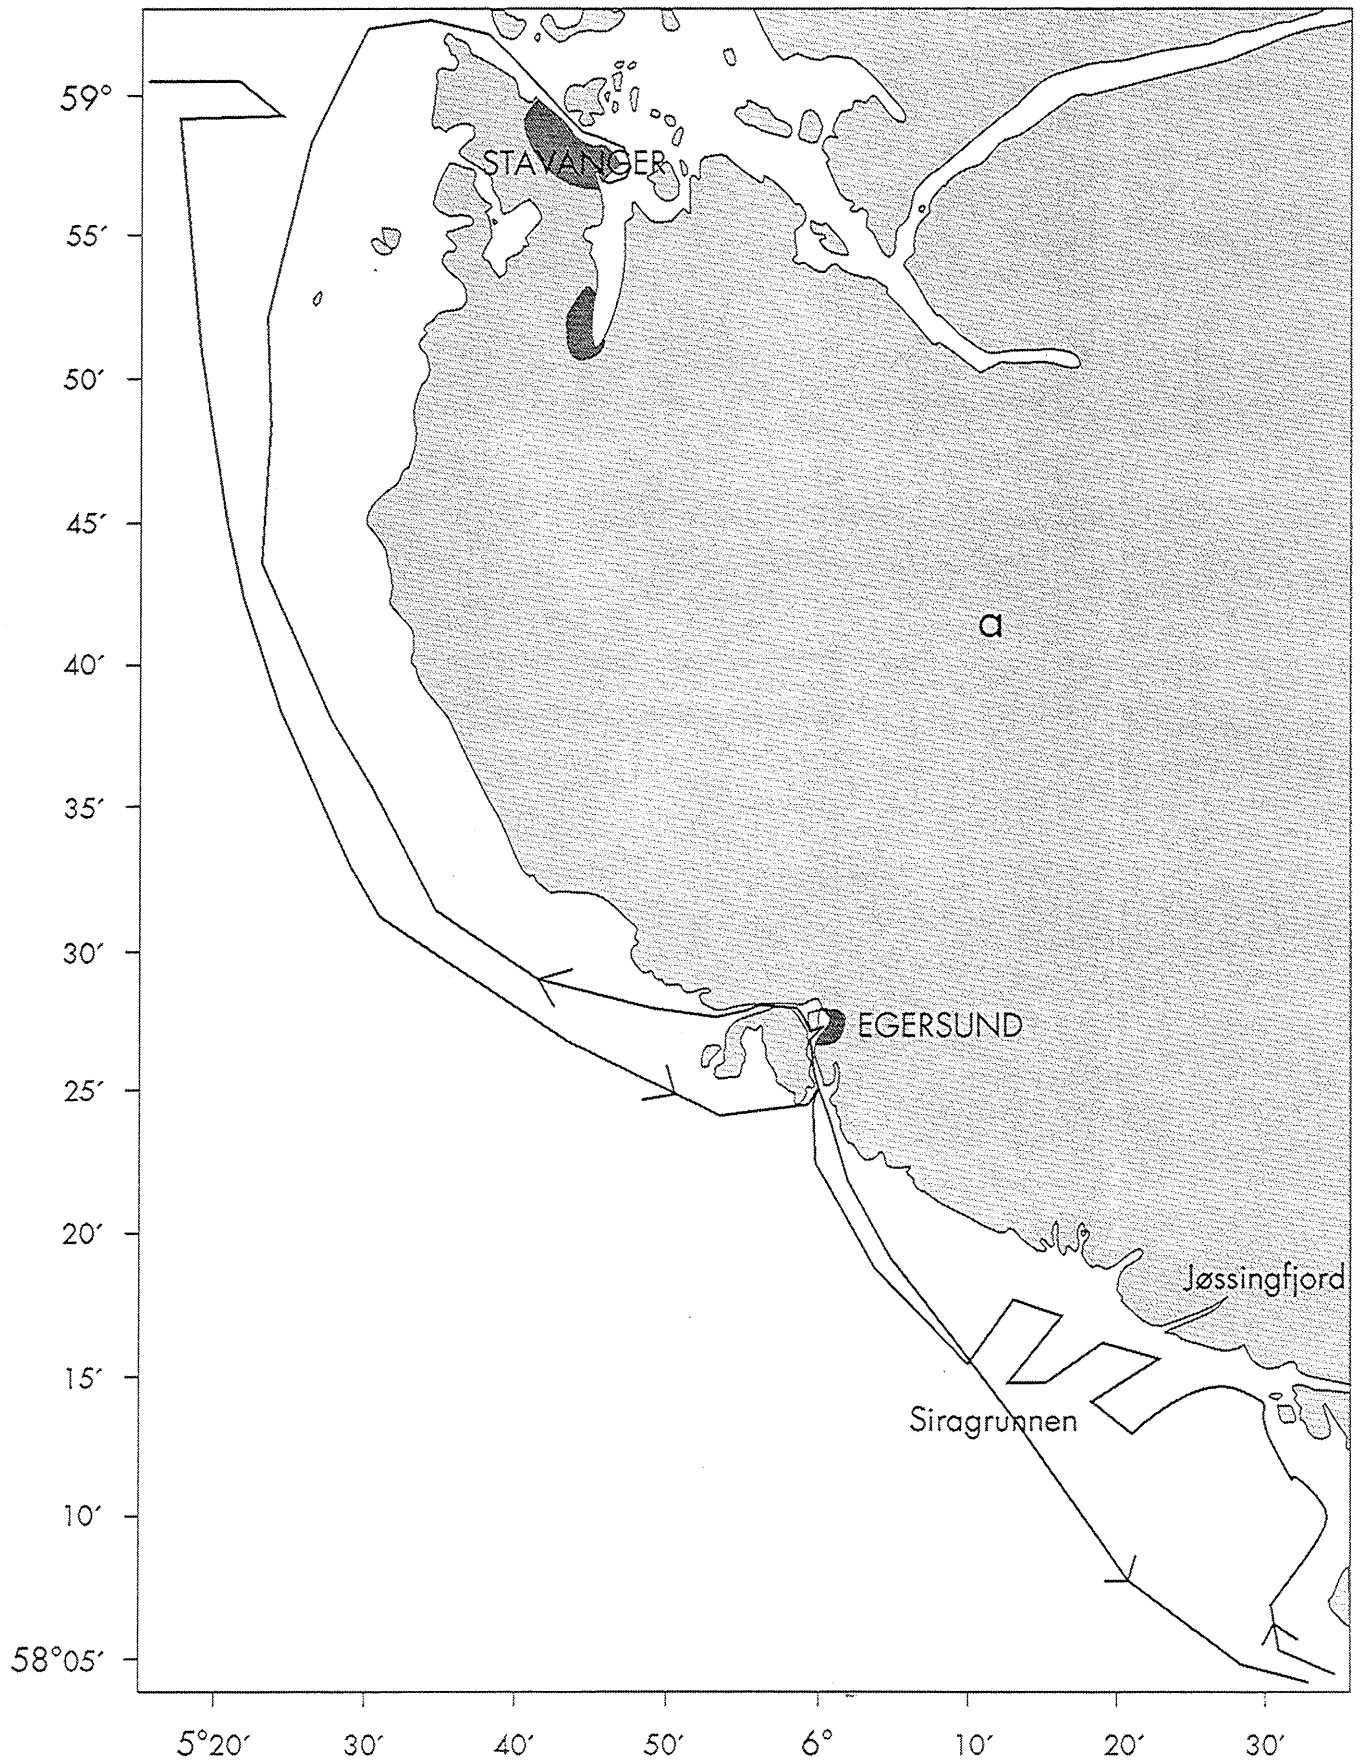 59°
STAVANGER
55′
50′
45′
a
40′
35′
30′
EGERSUND
25′
20′
Jøssingfjord
15′
Siragrunnen
10′
58°05′
5°20′ 30′ 40′ 50′ 6° 10′ 20′ 30′